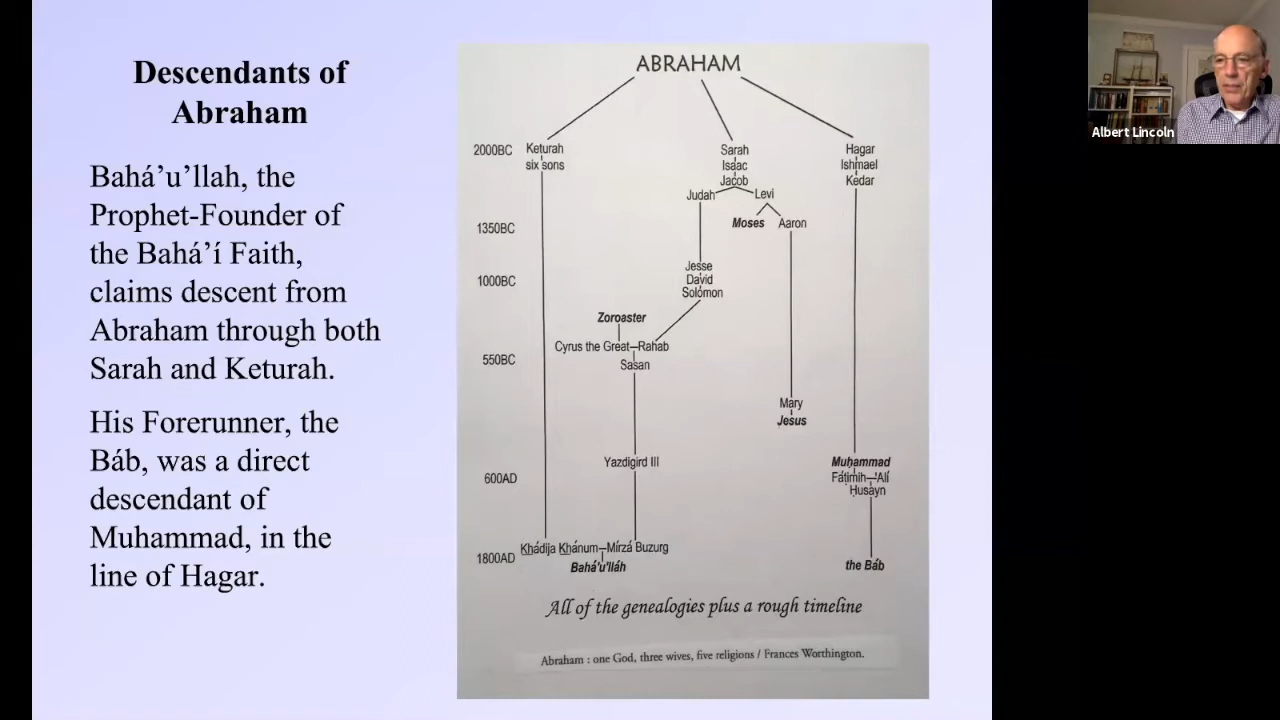 Descendants of
Abraham
Bahá’u’llah, the
Prophet-Founder of
the Bahá’í Faith,
claims descent from
Abraham through both
Sarah and Keturah.
His Forerunner, the
Báb, was a direct
descendant of
Muhammad, in the
line of Hagar.
ABRAHAM
2000BC Keturah Sarah Hagar
six sons Isaac Ishmael
Jacob Kedar
Judah Levi
1350BC Moses Aaron
Jesse
1000BC David
Solomon
Zoroaster
Cyrus the Great–Rahab
550BC Sasan
Mary
Jesus
Yazdigird III Muḥammad
600AD Fáṭimih–‘Alí
Ḥusayn
1800AD Khádija Khánum–Mírzá Buzurg
Bahá'u'lláh the Báb
All of the genealogies plus a rough timeline
Abraham : one God, three wives, five religions / Frances Worthington.
Albert Lincoln